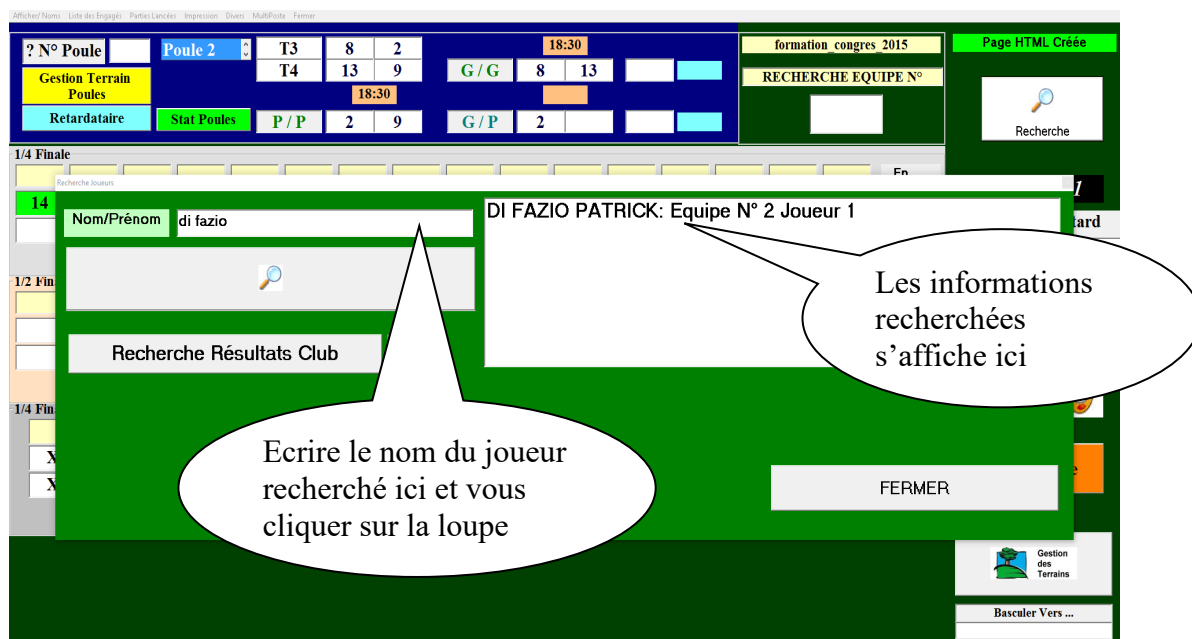 Afficher/ Noms Liste des Engagés Parties Lancées Impression Divers MultiPoste Fermer
? N° Poule Poule 2 T3 8 2 18:30 formation_congres_2015 Page HTML Créée
Gestion Terrain Poules T4 13 9 G / G 8 13 RECHERCHE EQUIPE N°
18:30
Retardataire Stat Poules P / P 2 9 G / P 2
Recherche
1/4 Finale
En
Recherche Joueurs
14
1
Nom/Prénom di fazio DI FAZIO PATRICK: Equipe N° 2 Joueur 1
tard
1/2 Fin
Les informations
recherchées
s’affiche ici
Recherche Résultats Club
1/4 Fin
Ecrire le nom du joueur
recherché ici et vous
cliquer sur la loupe
X
X
e
FERMER
Gestion
des
Terrains
Basculer Vers ...